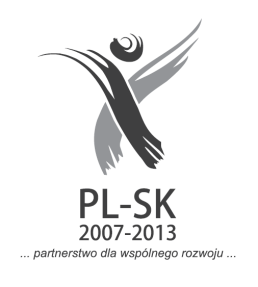 PL-SK
2007-2013
... partnerstwo dla wspólnego rozwoju ...